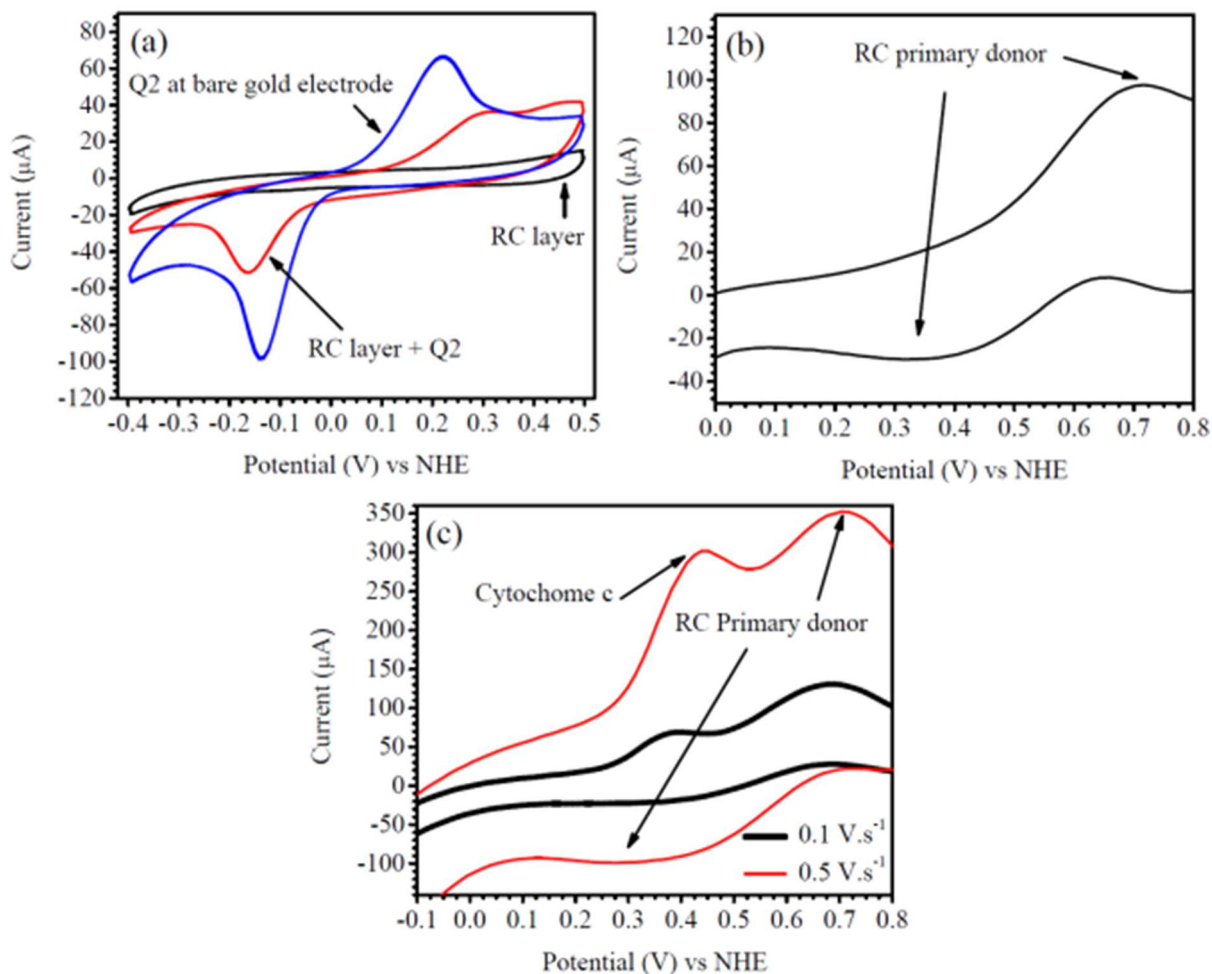 (a)
Q2 at bare gold electrode
RC layer
RC layer + Q2
80
60
40
20
0
-20
-40
-60
-80
-100
-120
Current (μA)
-0.4 -0.3 -0.2 -0.1 0.0 0.1 0.2 0.3 0.4 0.5
Potential (V) vs NHE
(b)
RC primary donor
120
100
80
60
40
20
0
-20
-40
Current (μA)
0.0 0.1 0.2 0.3 0.4 0.5 0.6 0.7 0.8
Potential (V) vs NHE
(c)
Cytochome c
RC Primary donor
350
300
250
200
150
100
50
0
-50
-100
Current (μA)
0.1 V.s⁻¹
0.5 V.s⁻¹
-0.1 0.0 0.1 0.2 0.3 0.4 0.5 0.6 0.7 0.8
Potential (V) vs NHE